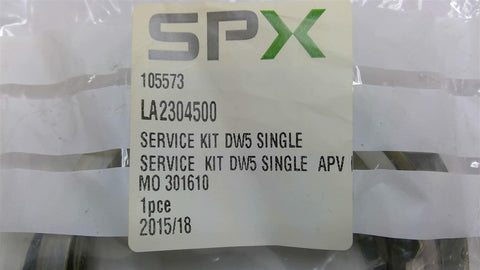 SPX
105573
LA2304500
SERVICE KIT DW5 SINGLE
SERVICE KIT DW5 SINGLE APV
MO 301610
1pce
2015/18